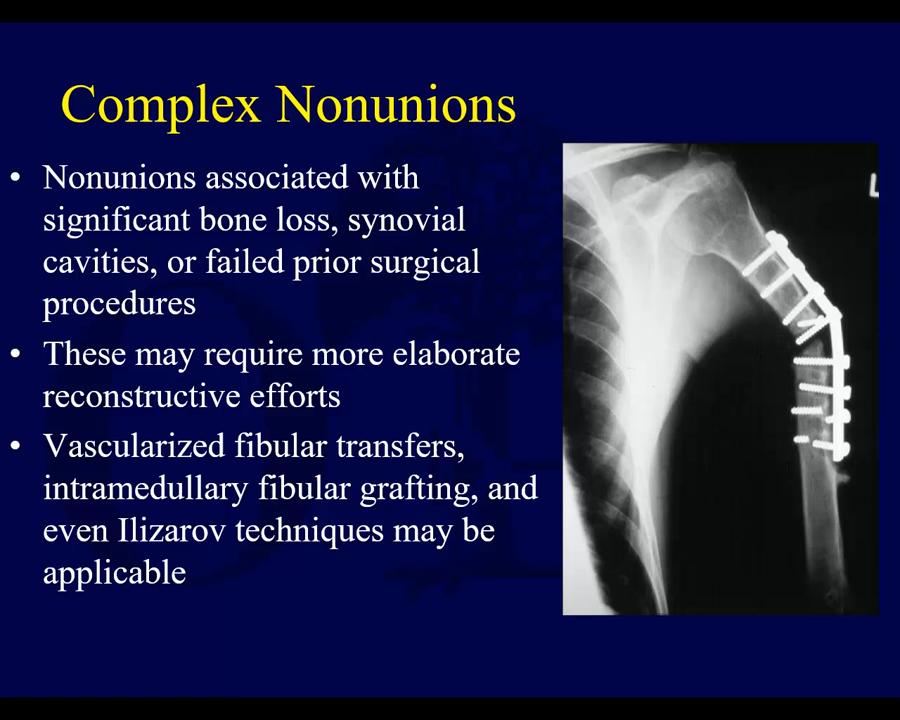 Complex Nonunions
• Nonunions associated with
significant bone loss, synovial
cavities, or failed prior surgical
procedures
• These may require more elaborate
reconstructive efforts
• Vascularized fibular transfers,
intramedullary fibular grafting, and
even Ilizarov techniques may be
applicable
L